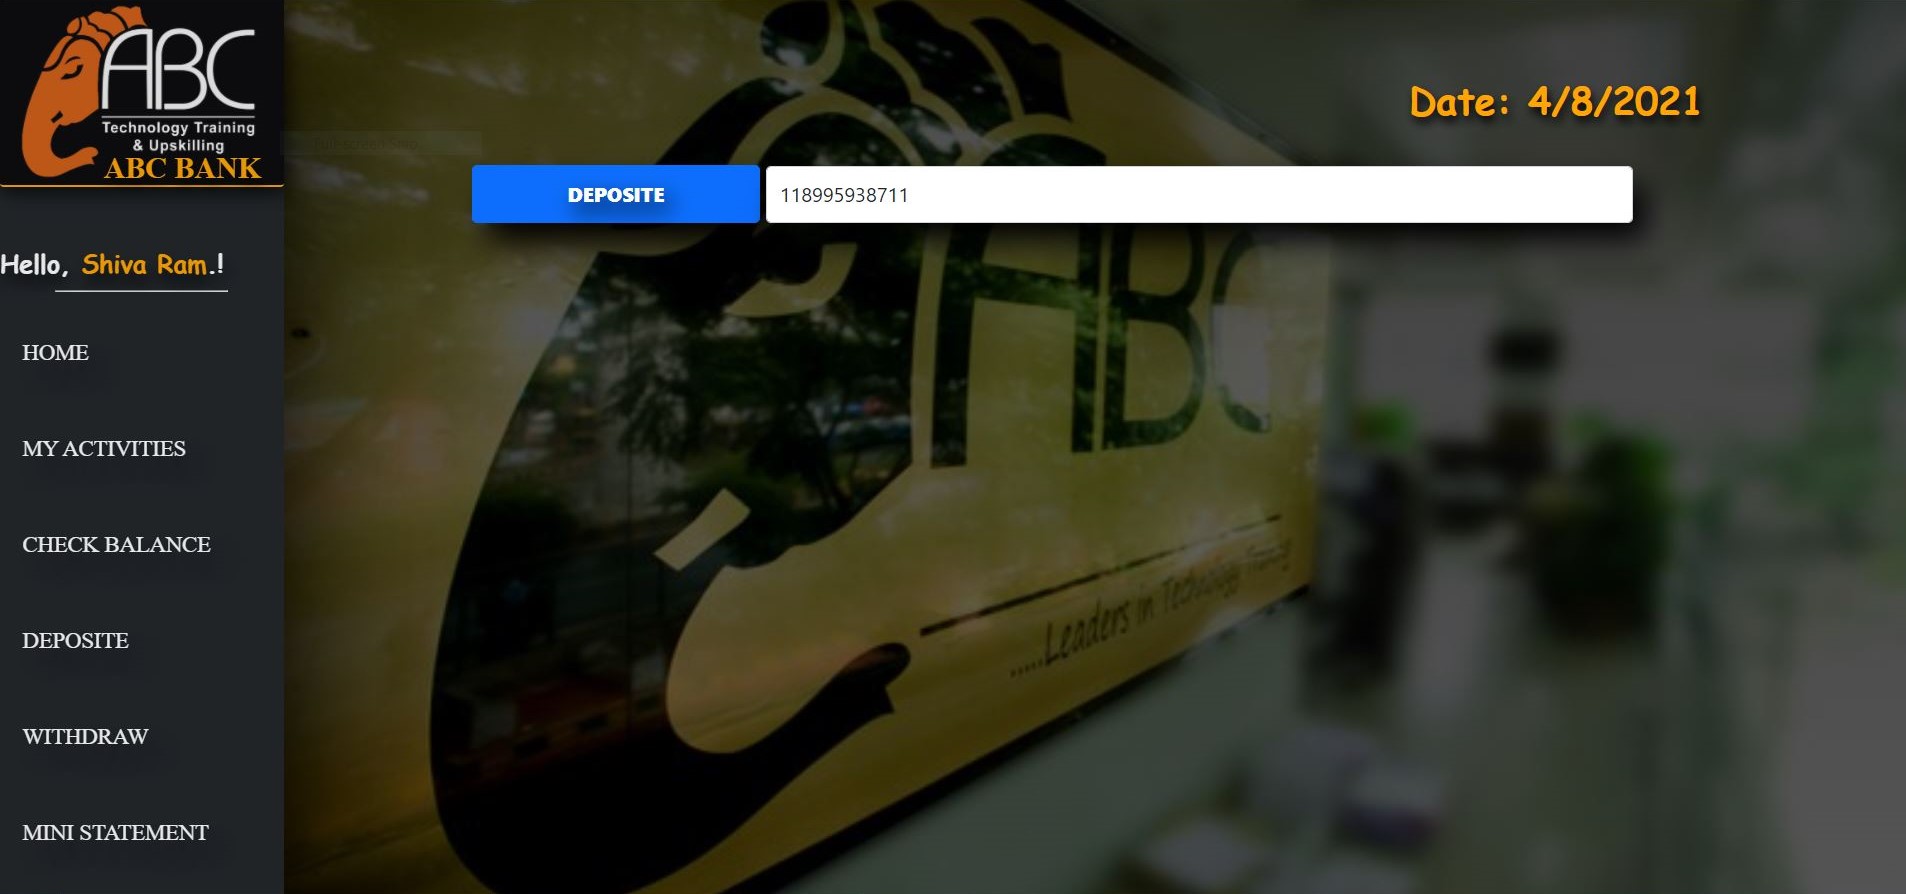 ABC
Technology Training
& Upskilling
ABC BANK
Date: 4/8/2021
DEPOSITE
118995938711
Hello, Shiva Ram.!
HOME
MY ACTIVITIES
CHECK BALANCE
DEPOSITE
WITHDRAW
MINI STATEMENT
ABC
.....Leaders in Technology Training